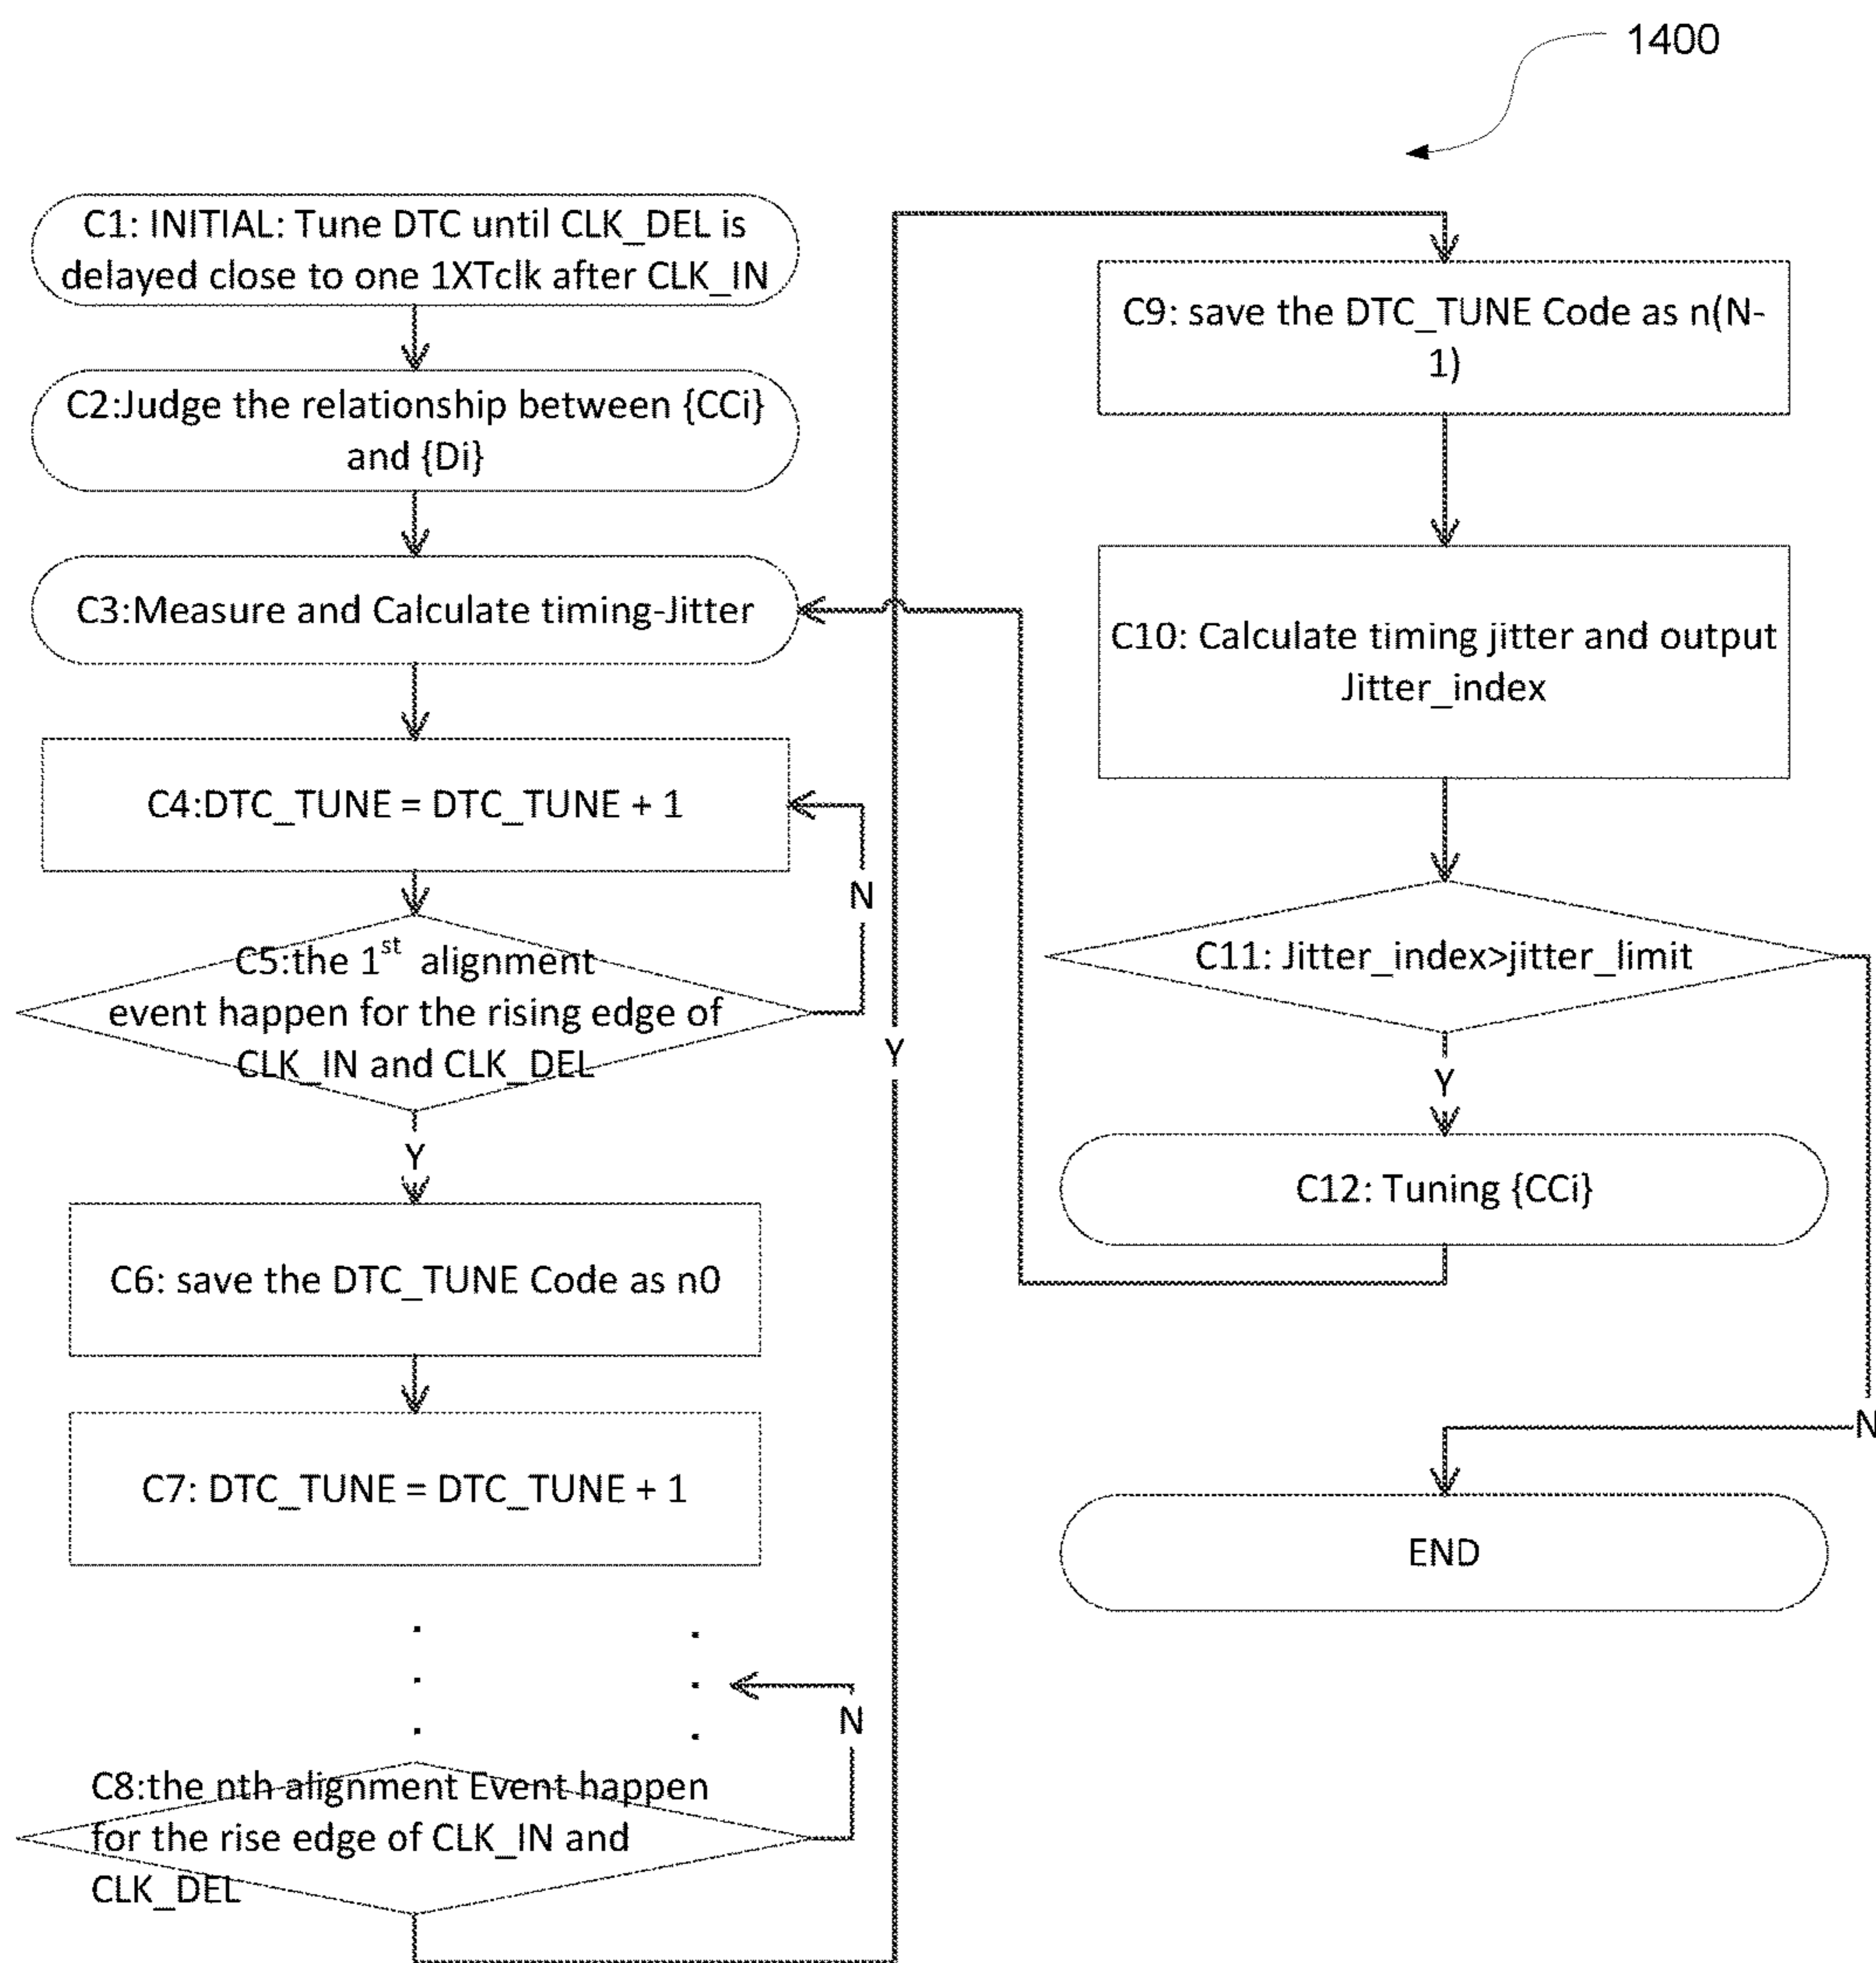 1400
C1: INITIAL: Tune DTC until CLK_DEL is
delayed close to one 1XTclk after CLK_IN
C2:Judge the relationship between {CCi}
and {Di}
C3:Measure and Calculate timing-Jitter
C4:DTC_TUNE = DTC_TUNE + 1
N
C5:the 1st alignment
event happen for the rising edge of
CLK_IN and CLK_DEL
Y
C6: save the DTC_TUNE Code as n0
C7: DTC_TUNE = DTC_TUNE + 1
N
C8:the nth alignment Event happen
for the rise edge of CLK_IN and
CLK_DEL
Y
C9: save the DTC_TUNE Code as n(N-
1)
C10: Calculate timing jitter and output
Jitter_index
C11: Jitter_index>jitter_limit
Y
C12: Tuning {CCi}
N
END